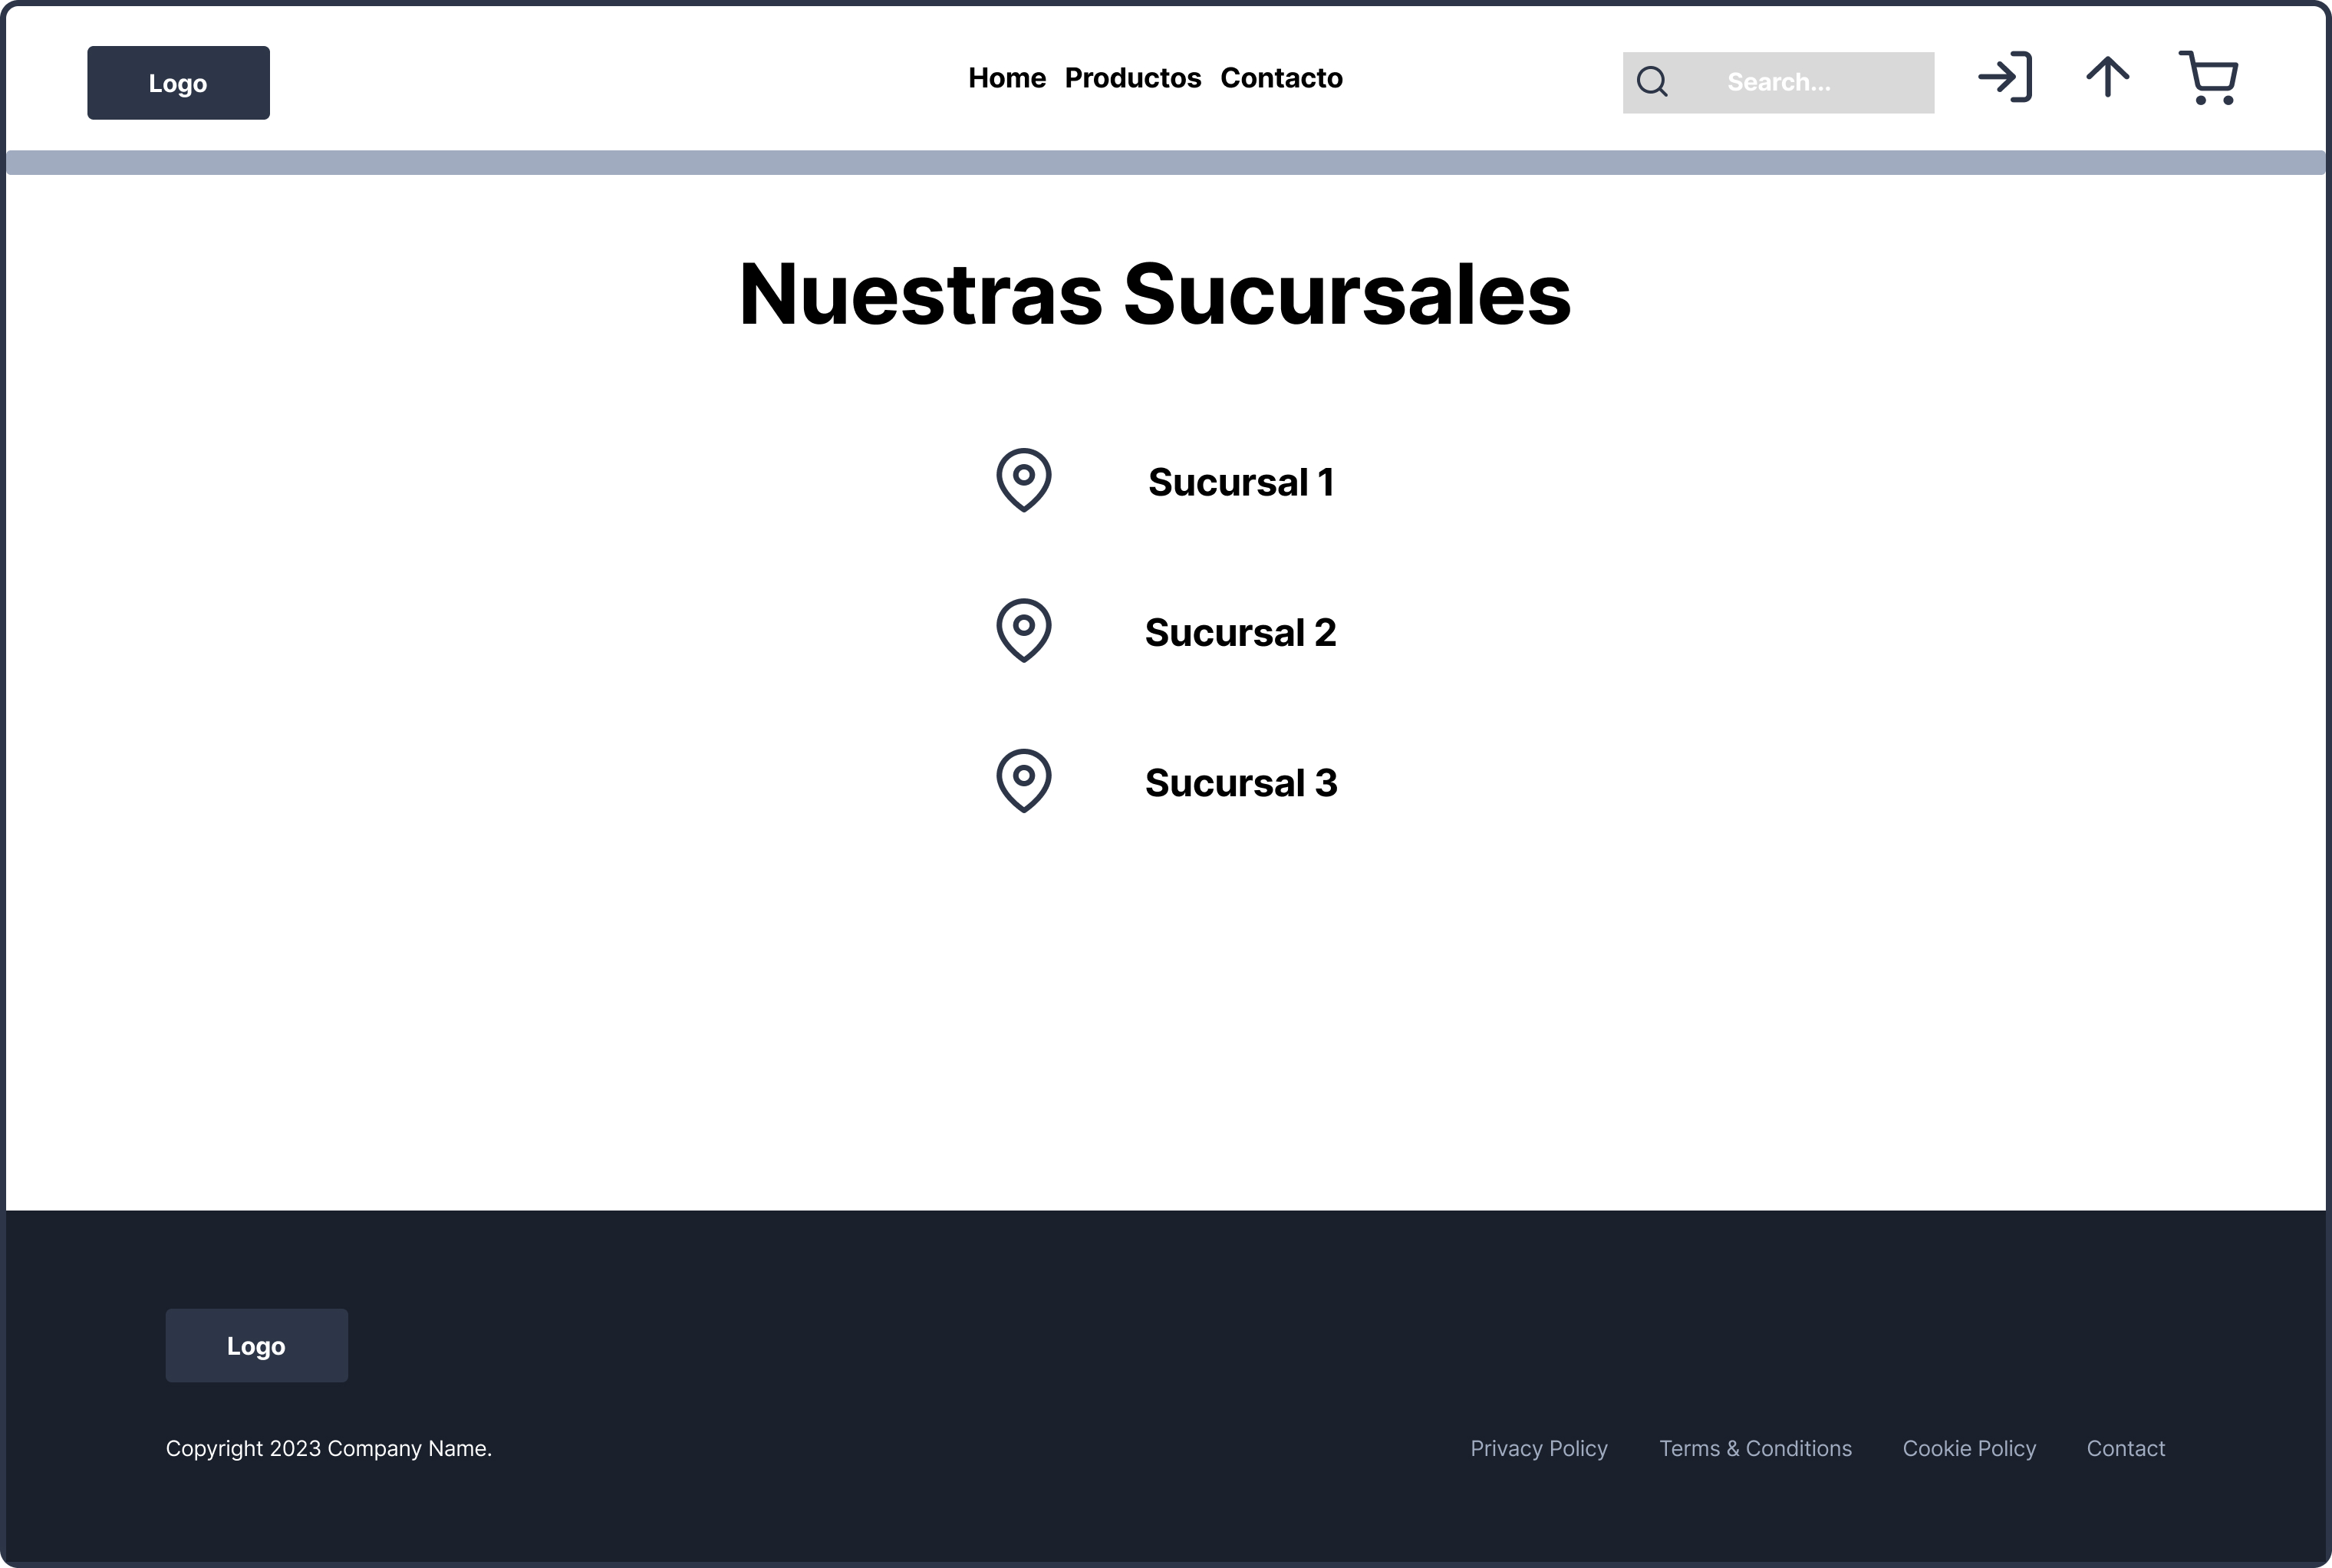 Logo
Home Productos Contacto
Search...
Nuestras Sucursales
Sucursal 1
Sucursal 2
Sucursal 3
Logo
Copyright 2023 Company Name.
Privacy Policy Terms & Conditions Cookie Policy Contact